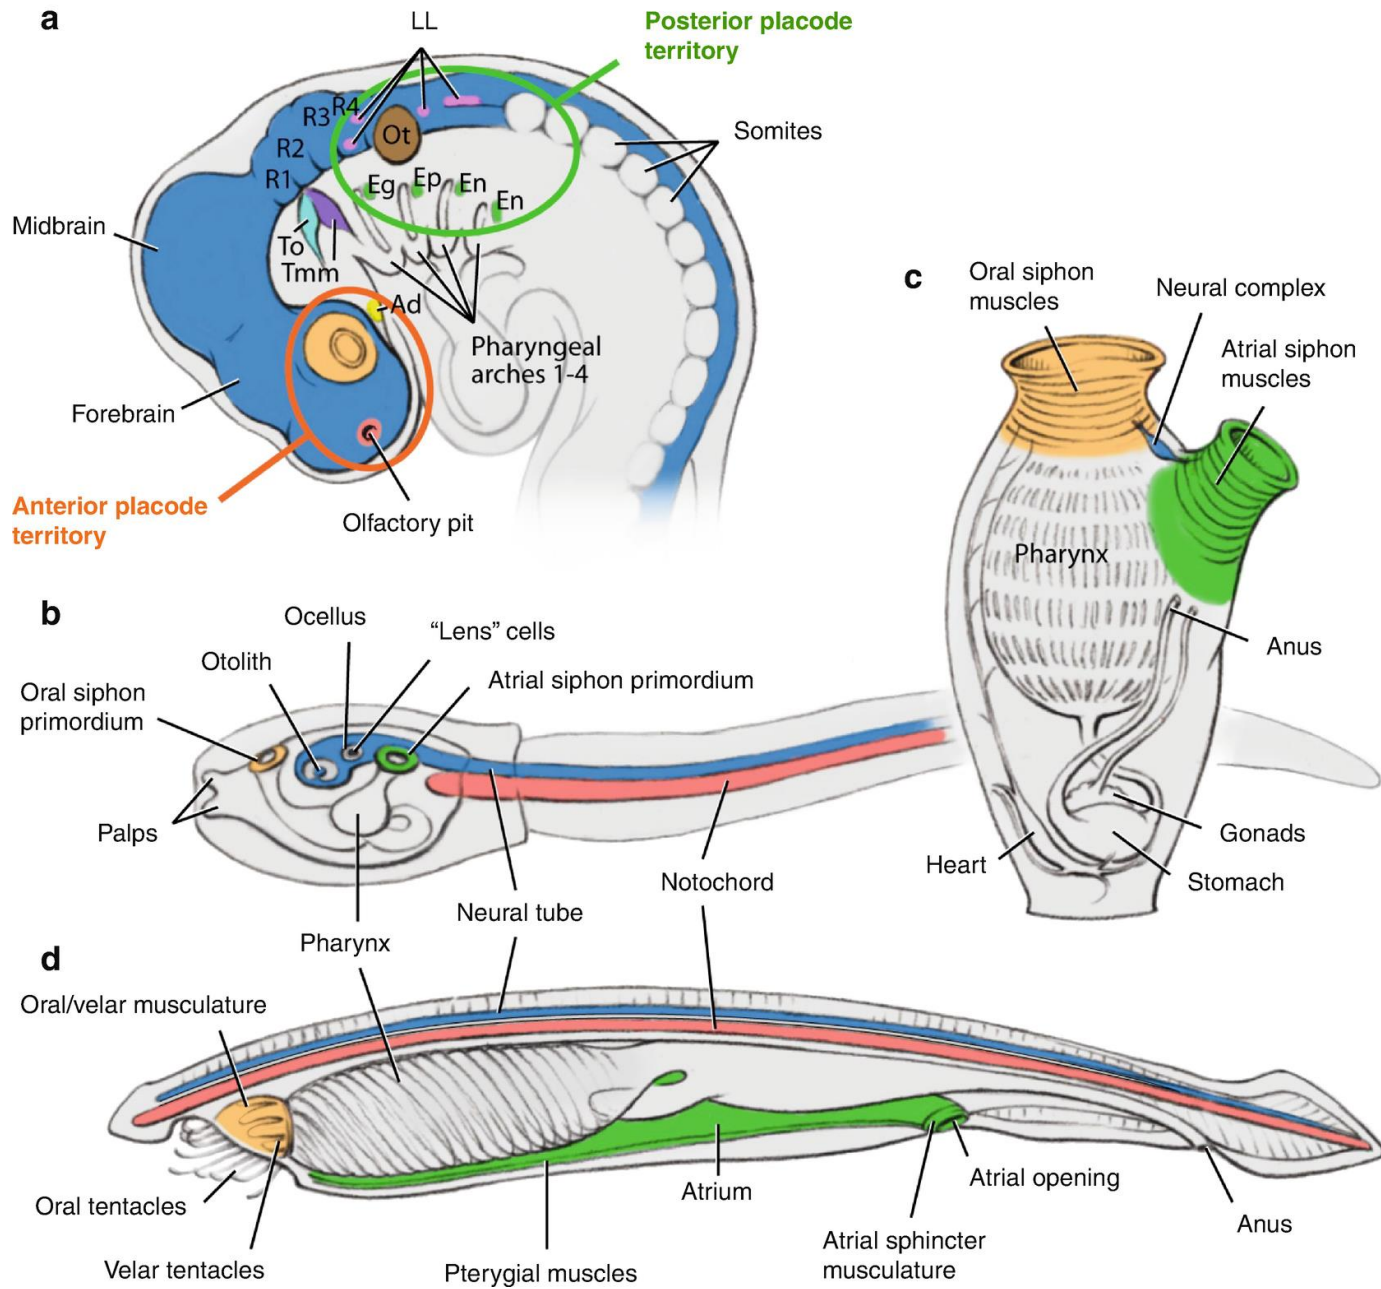 a
LL
Posterior placode
territory
R4
R3
R2
R1
Ot
Somites
Eg
Ep
En
En
Midbrain
To
Tmm
Ad
Pharyngeal
arches 1-4
Forebrain
Anterior placode
territory
Olfactory pit
c
Oral siphon
muscles
Neural complex
Atrial siphon
muscles
Pharynx
Anus
Gonads
Heart
Stomach
b
Ocellus
“Lens” cells
Otolith
Atrial siphon primordium
Oral siphon
primordium
Palps
Notochord
Neural tube
Pharynx
d
Oral/velar musculature
Oral tentacles
Velar tentacles
Pterygial muscles
Atrium
Atrial sphincter
musculature
Atrial opening
Anus